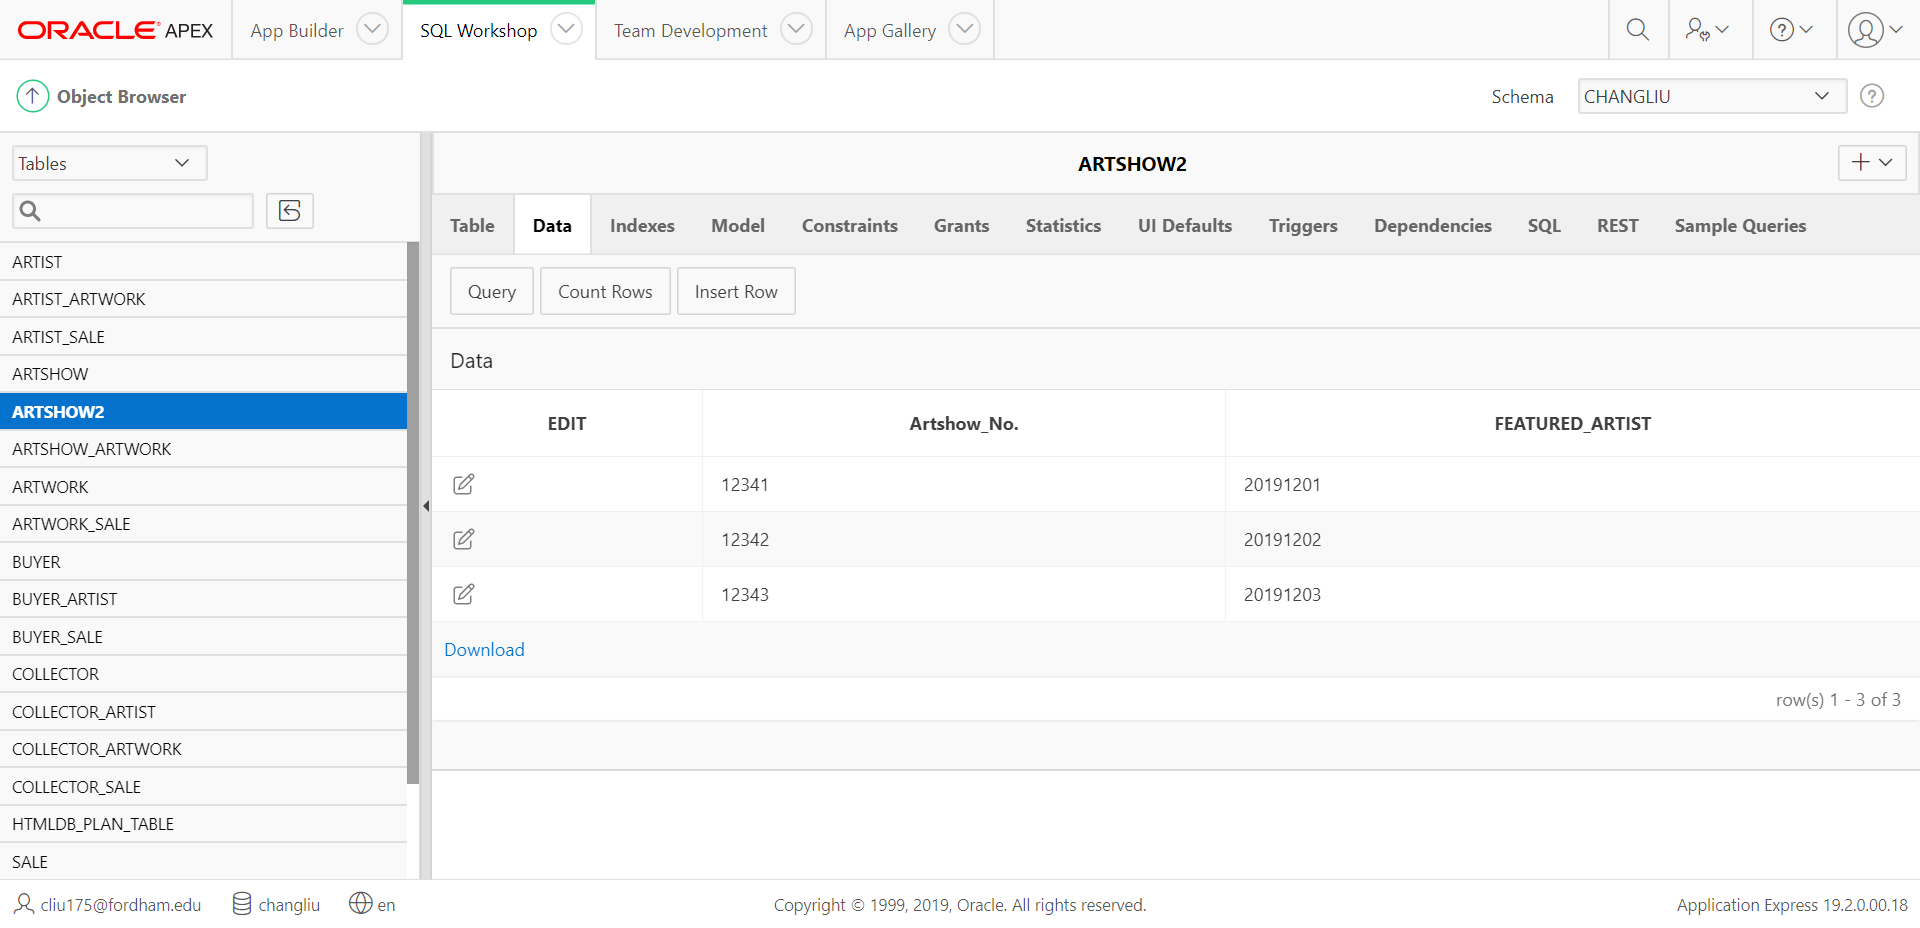 ORACLE APEX App Builder SQL Workshop Team Development App Gallery
Object Browser Schema CHANGLIU
Tables
ARTIST
ARTIST_ARTWORK
ARTIST_SALE
ARTSHOW
ARTSHOW2
ARTSHOW_ARTWORK
ARTWORK
ARTWORK_SALE
BUYER
BUYER_ARTIST
BUYER_SALE
COLLECTOR
COLLECTOR_ARTIST
COLLECTOR_ARTWORK
COLLECTOR_SALE
HTMLDB_PLAN_TABLE
SALE
ARTSHOW2
Table Data Indexes Model Constraints Grants Statistics UI Defaults Triggers Dependencies SQL REST Sample Queries
Query Count Rows Insert Row
Data
EDIT Artshow_No. FEATURED_ARTIST
12341 20191201
12342 20191202
12343 20191203
Download
row(s) 1 - 3 of 3
cliu175@fordham.edu changliu en Copyright © 1999, 2019, Oracle. All rights reserved. Application Express 19.2.0.00.18